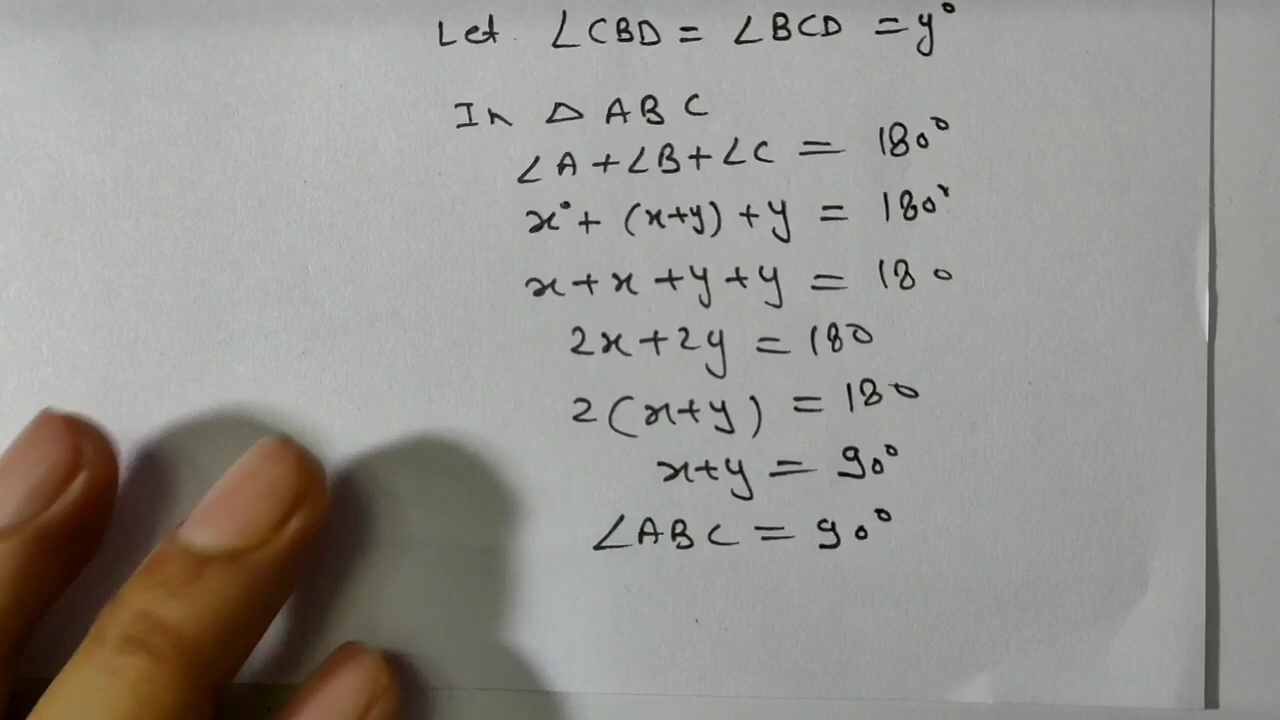 Let ∠CBD = ∠BCD = y°
In △ ABC
∠A + ∠B + ∠C = 180°
x° + (x+y) + y = 180°
x + x + y + y = 180
2x + 2y = 180
2(x+y) = 180
x+y = 90°
∠ABC = 90°